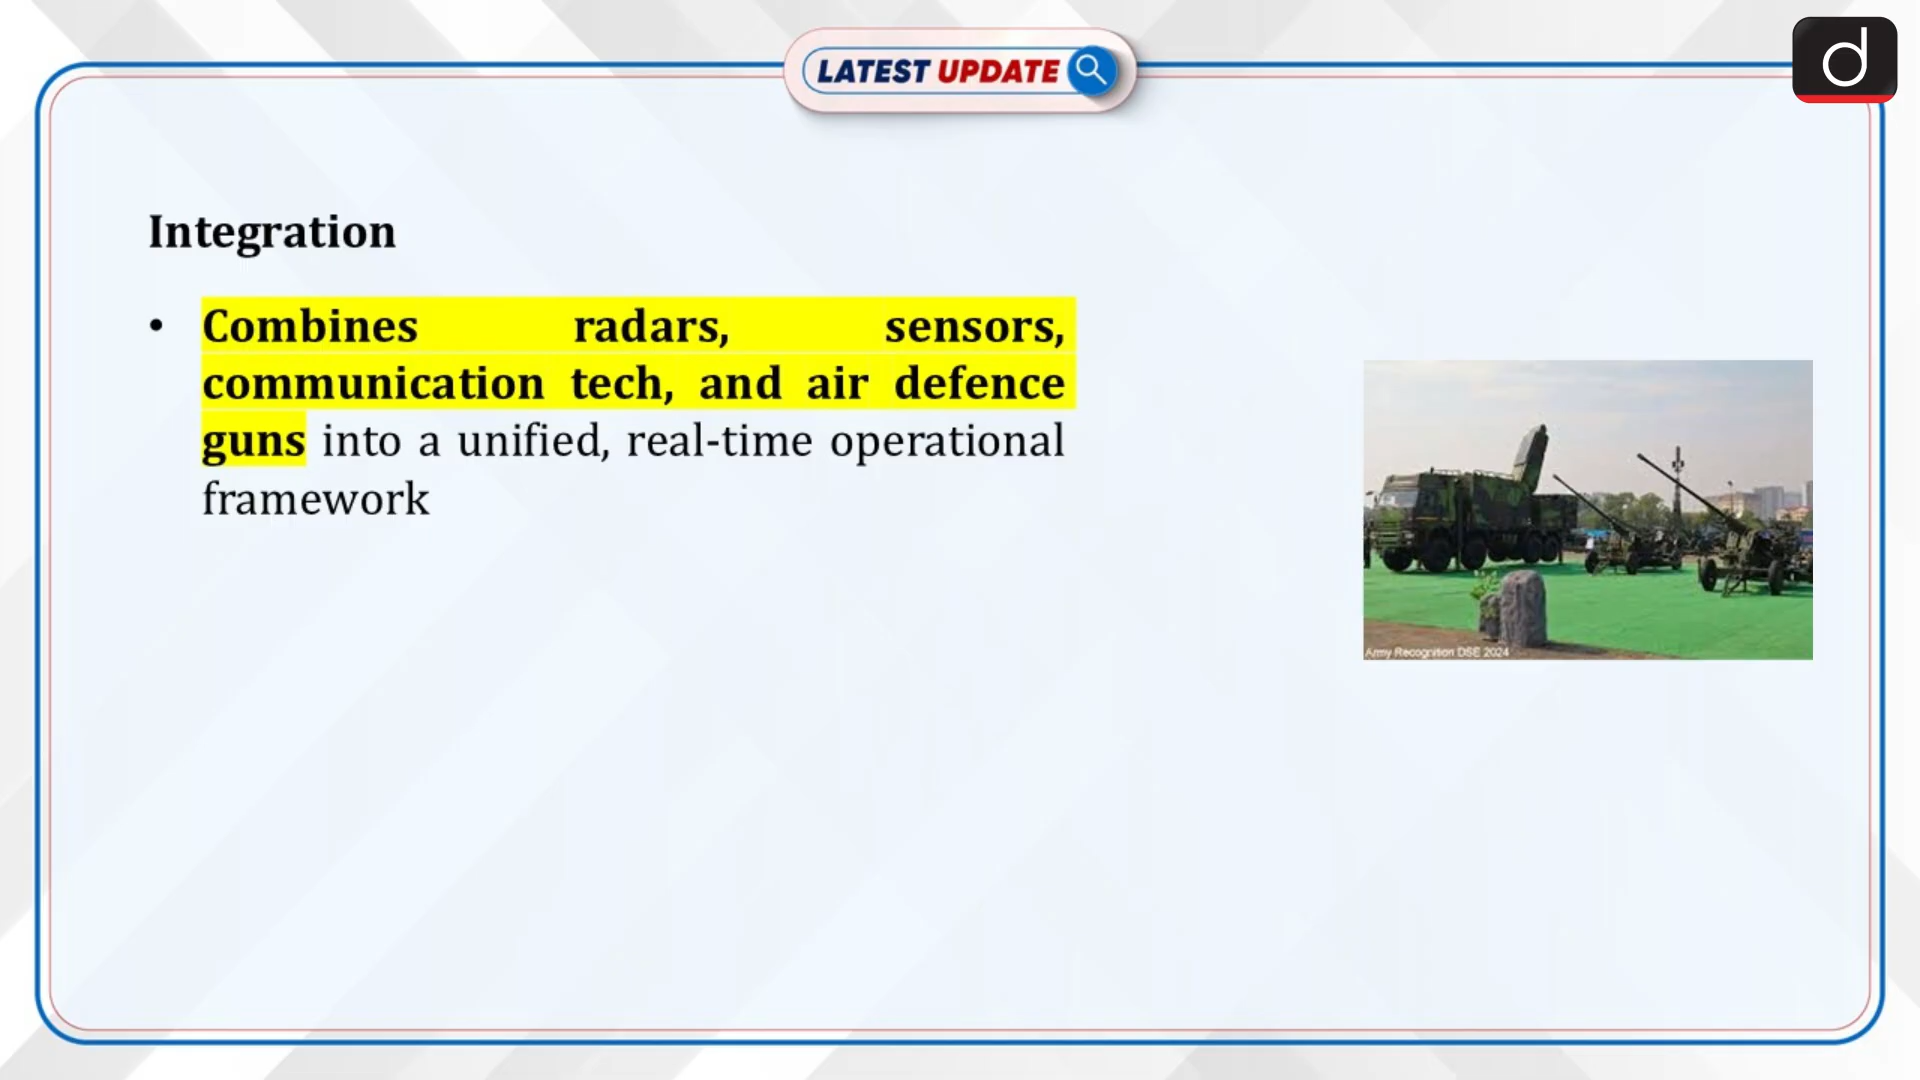 LATEST UPDATE
d
Integration
• Combines radars, sensors,
communication tech, and air defence
guns into a unified, real-time operational
framework
Army Recognition DSE 2024